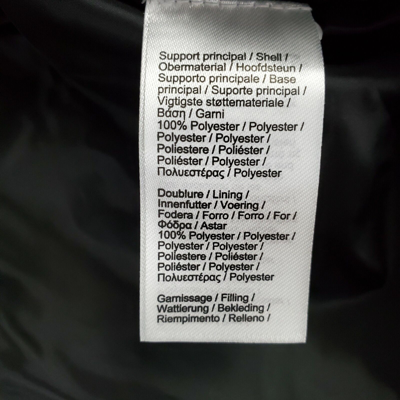 Support principal / Shell /
Obermaterial / Hoofdsteun /
Supporto principale / Base
principal / Suporte principal /
Vigtigste støttemateriale /
Βάση / Garni
100% Polyester / Polyester /
Polyester / Polyester /
Poliestere / Poliéster /
Poliéster / Polyester /
Πολυεστέρας / Polyester
Doublure / Lining /
Innenfutter / Voering /
Fodera / Forro / Forro / For /
Φόδρα / Astar
100% Polyester / Polyester /
Polyester / Polyester /
Poliestere / Poliéster /
Poliéster / Polyester /
Πολυεστέρας / Polyester
Garnissage / Filling /
Wattierung / Bekleding /
Riempimento / Relleno /